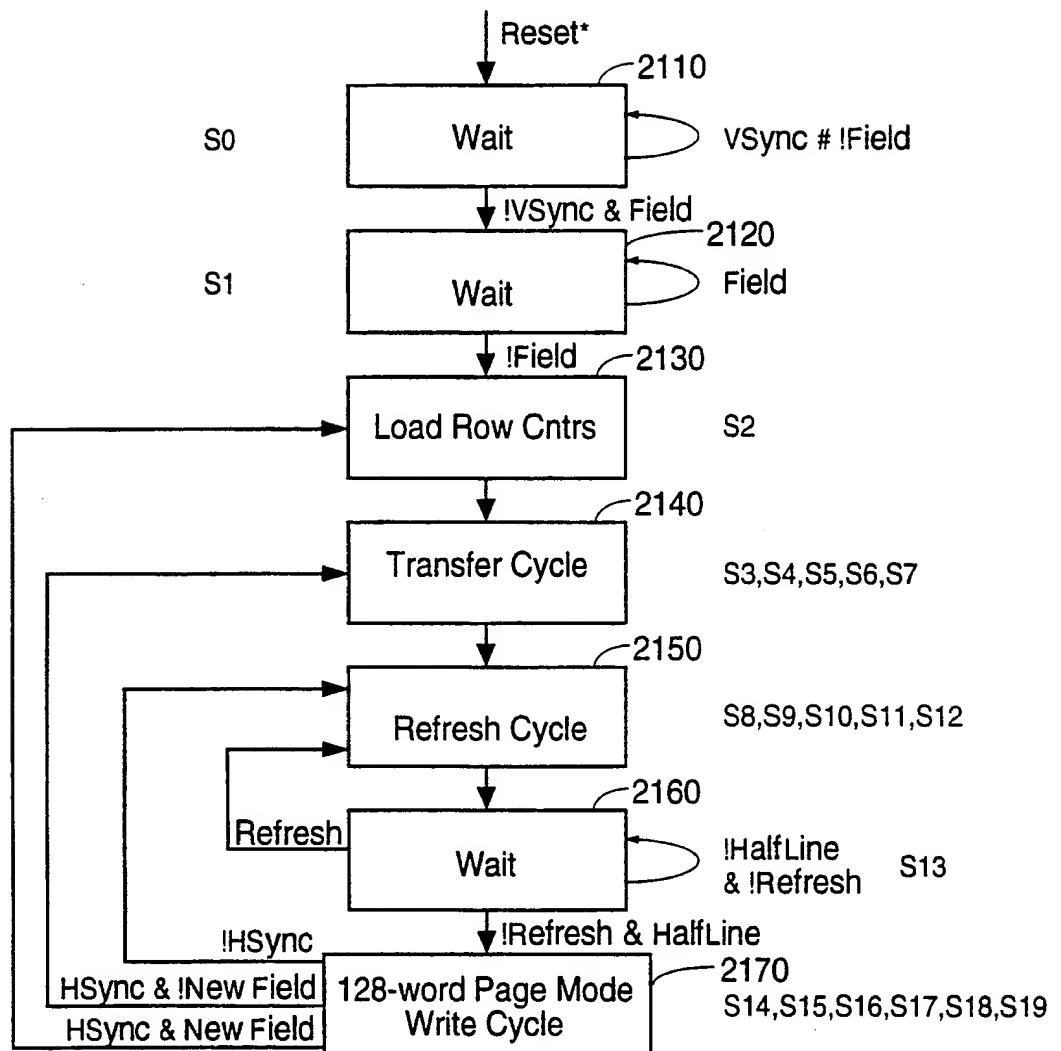 Reset*
2110
S0
Wait
VSync # !Field
!VSync & Field
2120
S1
Wait
Field
!Field
2130
Load Row Cntrs
S2
2140
Transfer Cycle
S3,S4,S5,S6,S7
2150
Refresh Cycle
S8,S9,S10,S11,S12
2160
Refresh
Wait
!HalfLine
& !Refresh
S13
!Refresh & HalfLine
!HSync
2170
HSync & !New Field
128-word Page Mode
Write Cycle
S14,S15,S16,S17,S18,S19
HSync & New Field